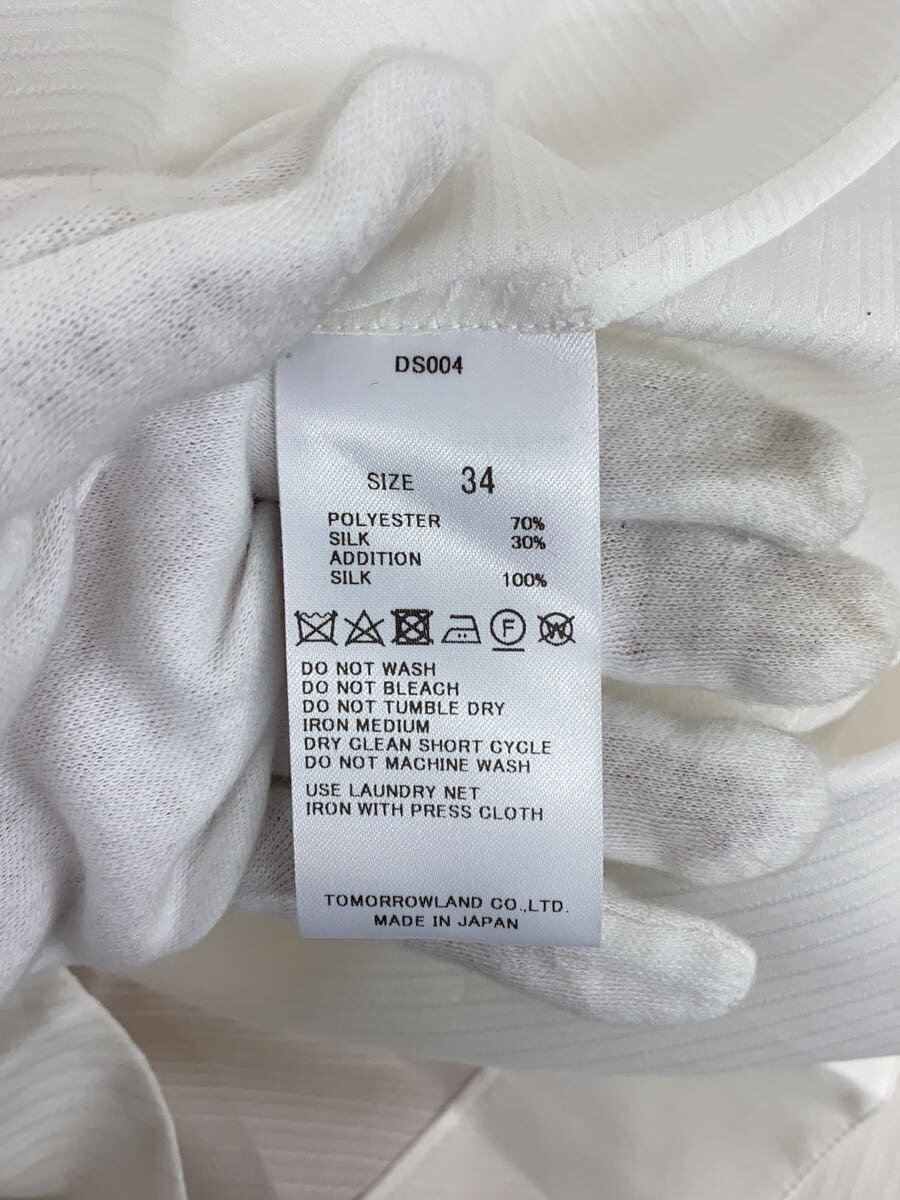 DS004
SIZE 34
POLYESTER 70%
SILK 30%
ADDITION
SILK 100%
F W
DO NOT WASH
DO NOT BLEACH
DO NOT TUMBLE DRY
IRON MEDIUM
DRY CLEAN SHORT CYCLE
DO NOT MACHINE WASH
USE LAUNDRY NET
IRON WITH PRESS CLOTH
TOMORROWLAND CO.,LTD.
MADE IN JAPAN